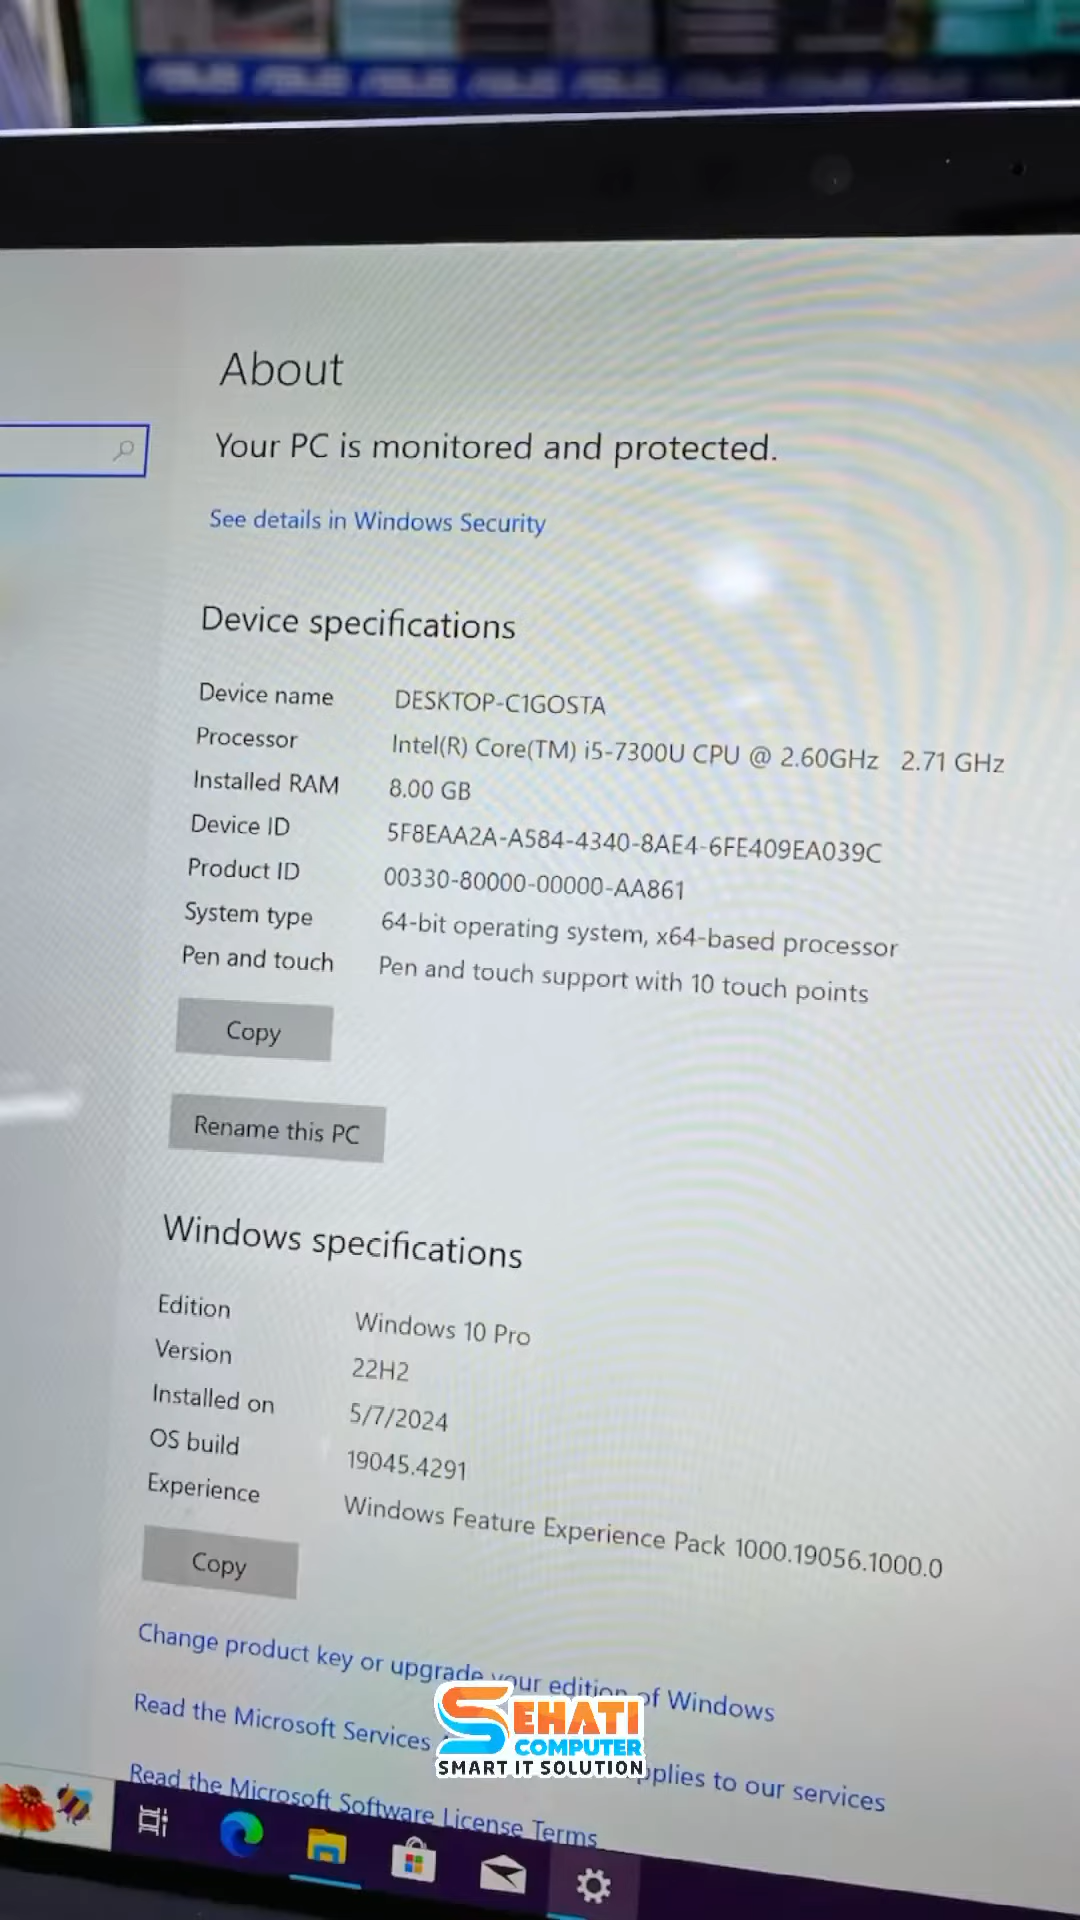 About
Your PC is monitored and protected.
See details in Windows Security
Device specifications
Device name DESKTOP-C1GOSTA
Processor Intel(R) Core(TM) i5-7300U CPU @ 2.60GHz 2.71 GHz
Installed RAM 8.00 GB
Device ID 5F8EAA2A-A584-4340-8AE4-6FE409EA039C
Product ID 00330-80000-00000-AA861
System type 64-bit operating system, x64-based processor
Pen and touch Pen and touch support with 10 touch points
Copy
Rename this PC
Windows specifications
Edition Windows 10 Pro
Version 22H2
Installed on 5/7/2024
OS build 19045.4291
Experience Windows Feature Experience Pack 1000.19056.1000.0
Copy
Change product key or upgrade your edition of Windows
Read the Microsoft Services applies to our services
Read the Microsoft Software License Terms
SEHATI
COMPUTER
SMART IT SOLUTION